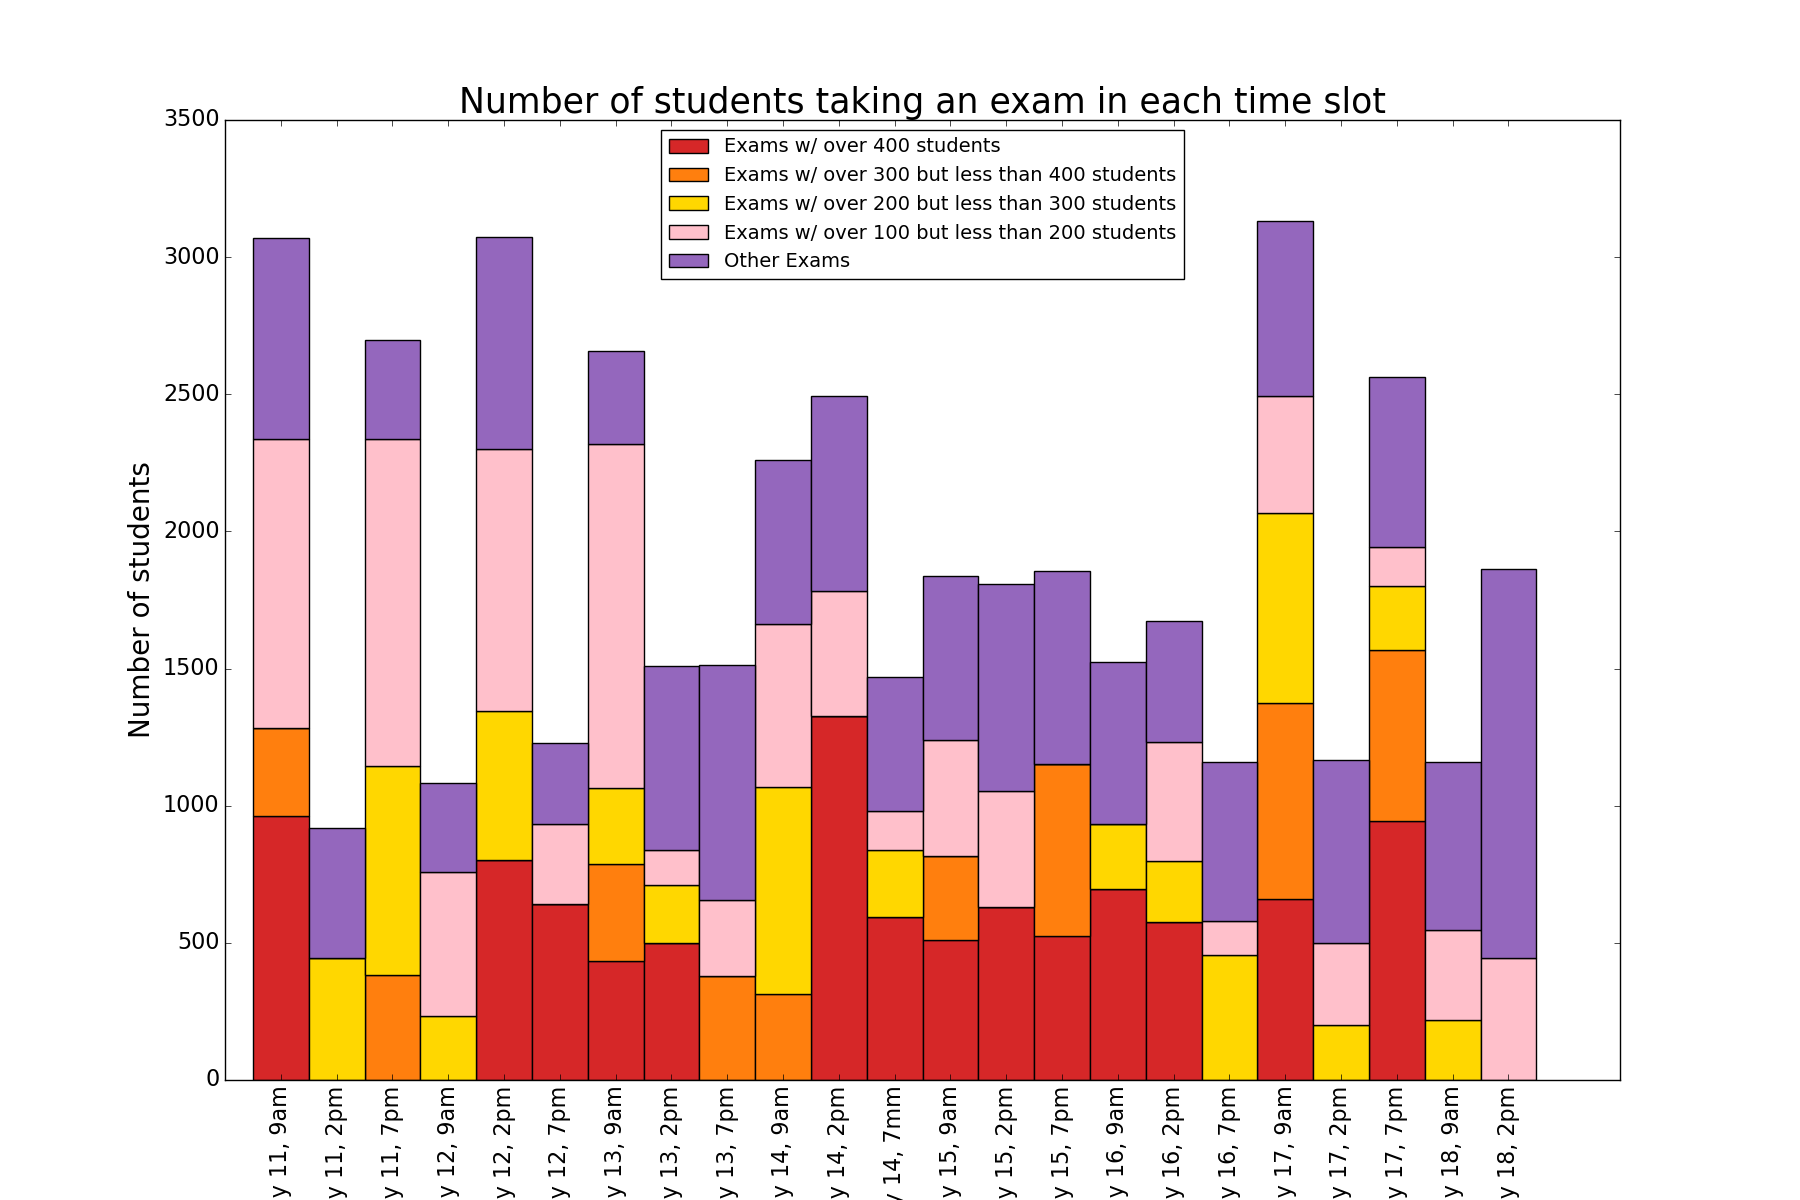 Number of students taking an exam in each time slot
Exams w/ over 400 students
Exams w/ over 300 but less than 400 students
Exams w/ over 200 but less than 300 students
Exams w/ over 100 but less than 200 students
Other Exams
Number of students
3500
3000
2500
2000
1500
1000
500
0
y 11, 9am
y 11, 2pm
y 11, 7pm
y 12, 9am
y 12, 2pm
y 12, 7pm
y 13, 9am
y 13, 2pm
y 13, 7pm
y 14, 9am
y 14, 2pm
y 14, 7mm
y 15, 9am
y 15, 2pm
y 15, 7pm
y 16, 9am
y 16, 2pm
y 16, 7pm
y 17, 9am
y 17, 2pm
y 17, 7pm
y 18, 9am
y 18, 2pm